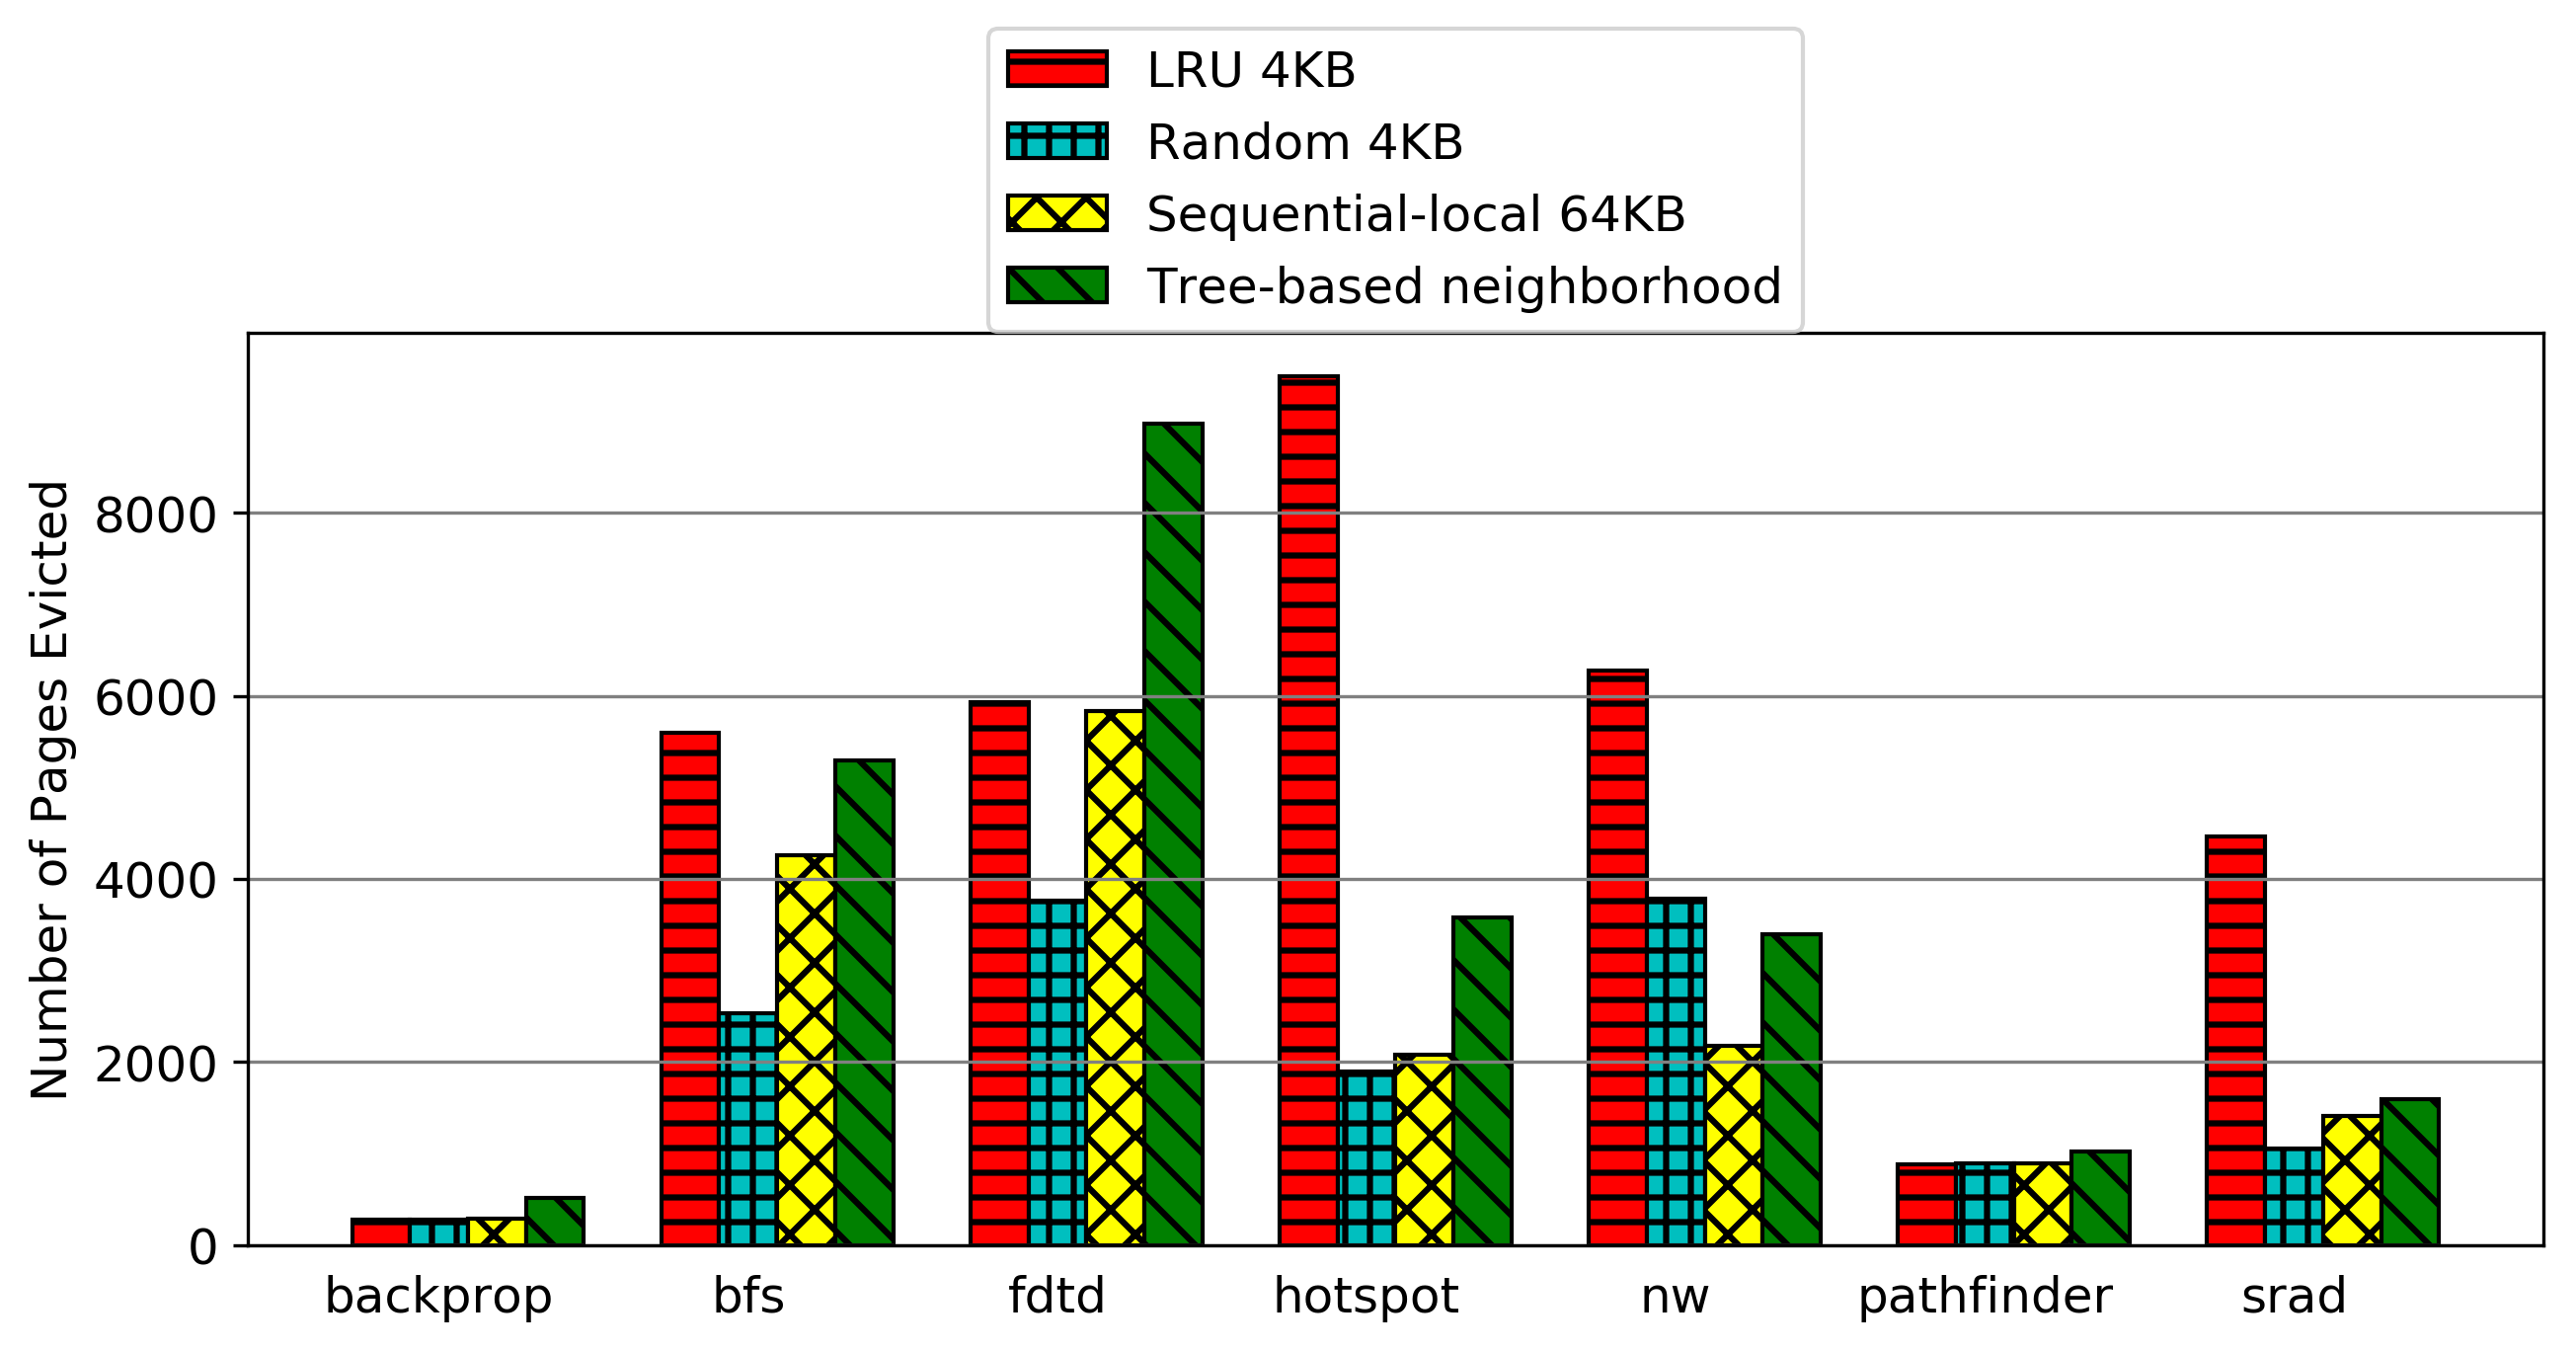 LRU 4KB
Random 4KB
Sequential-local 64KB
Tree-based neighborhood
Number of Pages Evicted
8000
6000
4000
2000
0
backprop bfs fdtd hotspot nw pathfinder srad